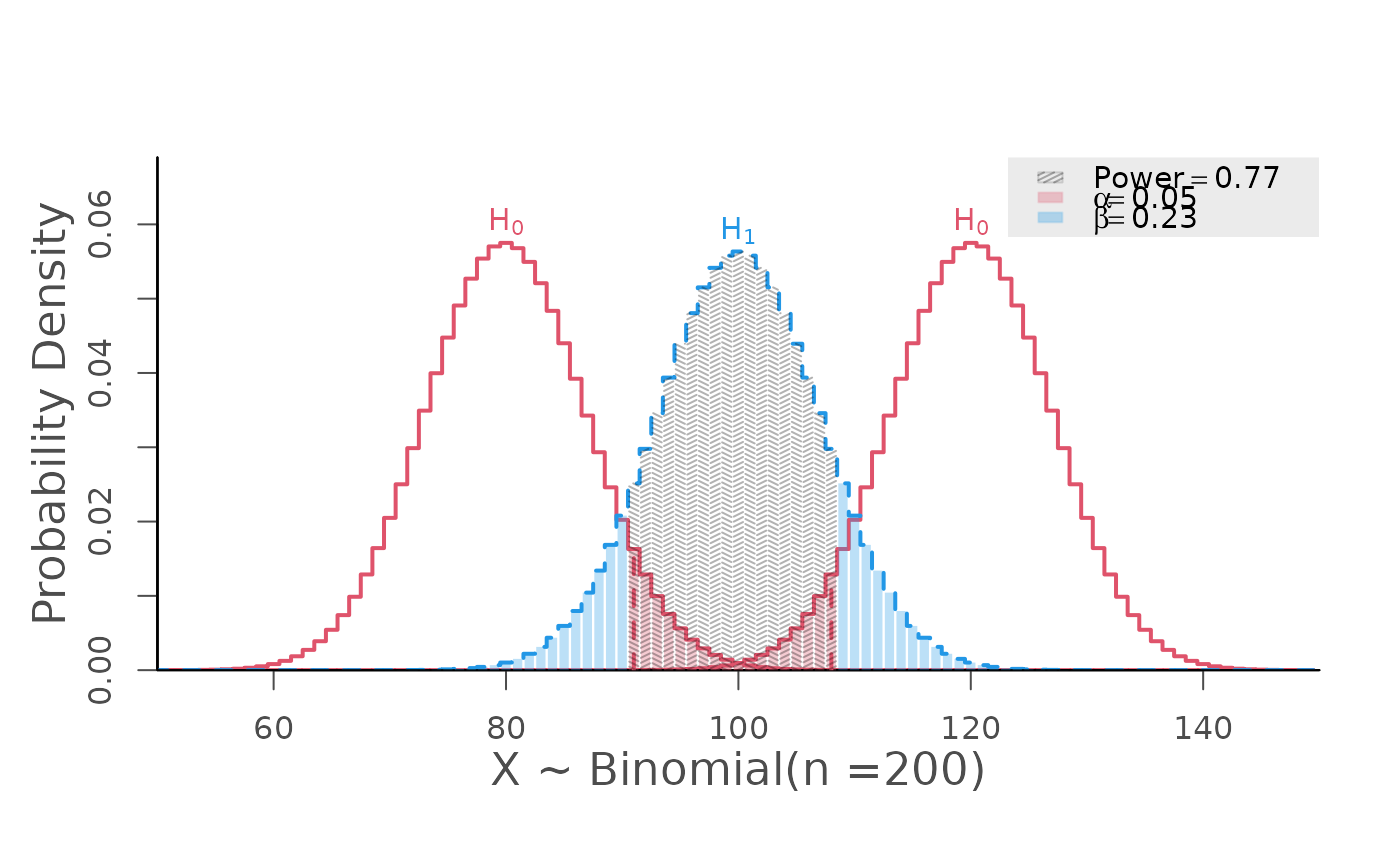 Power = 0.77
α = 0.05
β = 0.23
H₀ H₁ H₀
Probability Density
0.06
0.04
0.02
0.00
60 80 100 120 140
X ~ Binomial(n =200)